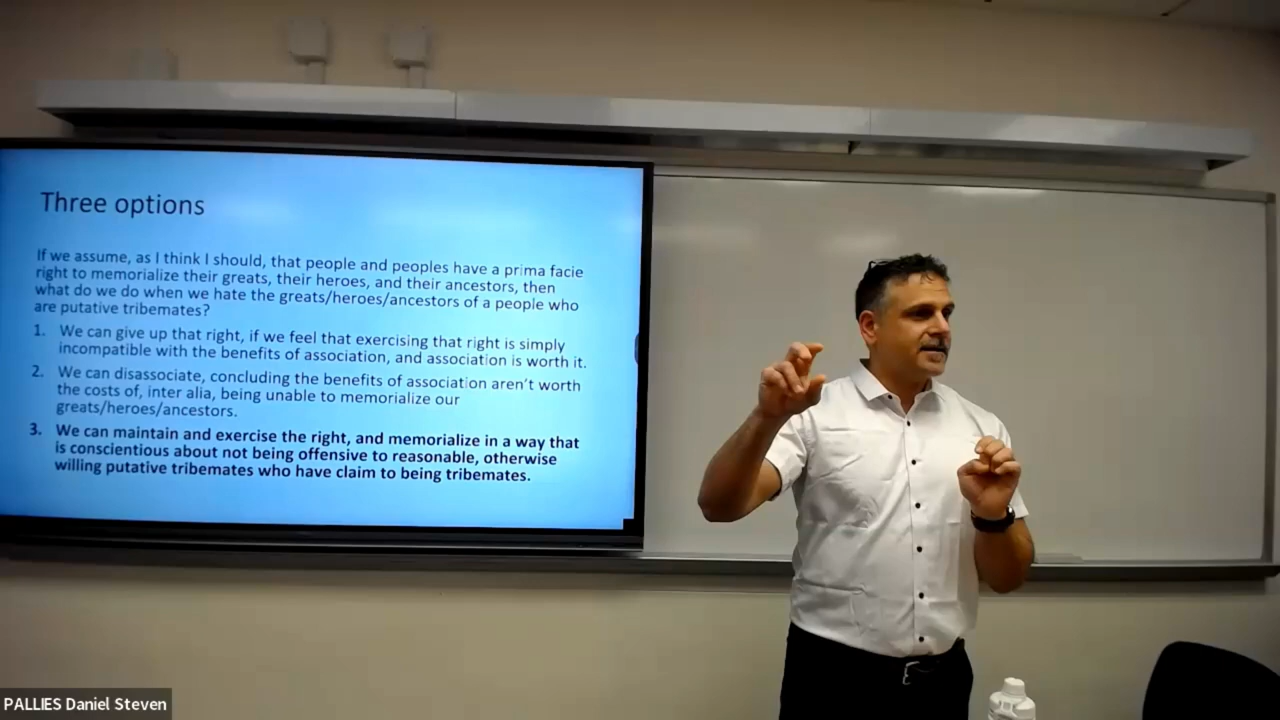 Three options
If we assume, as I think I should, that people and peoples have a prima facie
right to memorialize their greats, their heroes, and their ancestors, then
what do we do when we hate the greats/heroes/ancestors of a people who
are putative tribemates?
1. We can give up that right, if we feel that exercising that right is simply
incompatible with the benefits of association, and association is worth it.
2. We can disassociate, concluding the benefits of association aren't worth
the costs of, inter alia, being unable to memorialize our
greats/heroes/ancestors.
3. We can maintain and exercise the right, and memorialize in a way that
is conscientious about not being offensive to reasonable, otherwise
willing putative tribemates who have claim to being tribemates.
PALLIES Daniel Steven